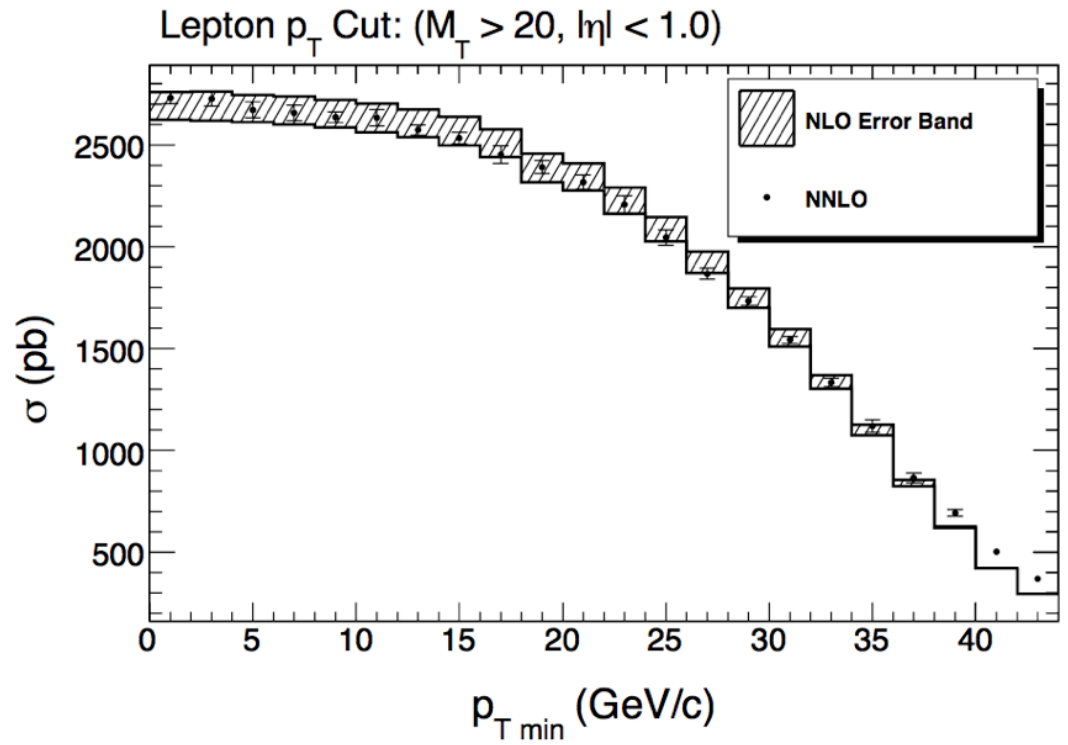 Lepton p_T Cut: (M_T > 20, |η| < 1.0)
NLO Error Band
NNLO
σ (pb)
2500
2000
1500
1000
500
0 5 10 15 20 25 30 35 40
p_T min (GeV/c)